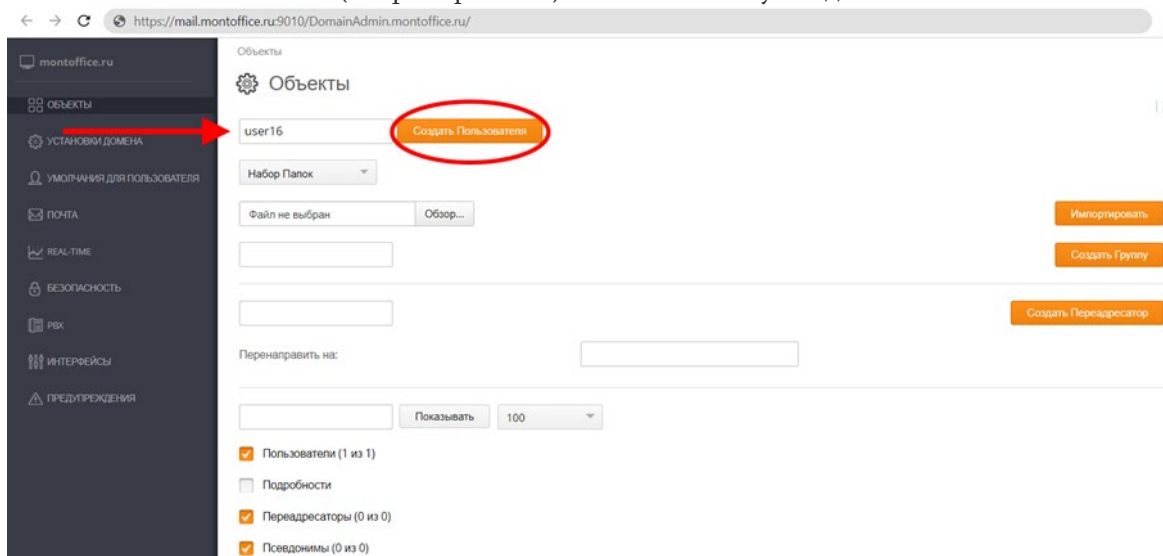 https://mail.montoffice.ru:9010/DomainAdmin.montoffice.ru/
montoffice.ru
ОБЪЕКТЫ
УСТАНОВКИ ДОМЕНА
УМОЛЧАНИЯ ДЛЯ ПОЛЬЗОВАТЕЛЯ
ПОЧТА
REAL-TIME
БЕЗОПАСНОСТЬ
PBX
ИНТЕРФЕЙСЫ
ПРЕДУПРЕЖДЕНИЯ
Объекты
Объекты
user16 Создать Пользователя
Набор Папок
Файл не выбран Обзор... Импортировать
Создать Группу
Создать Переадресатор
Перенаправить на:
Показывать 100
Пользователи (1 из 1)
Подробности
Переадресаторы (0 из 0)
Псевдонимы (0 из 0)